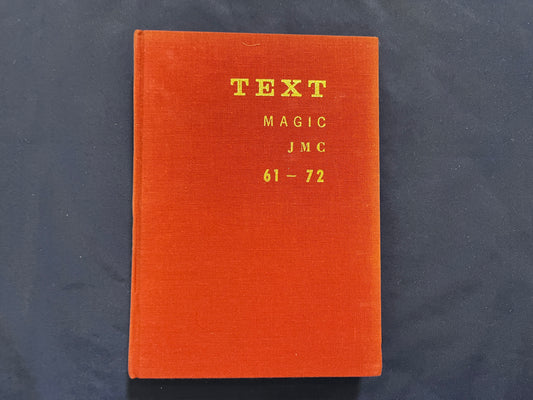 TEXT
MAGIC
JMC
61 – 72